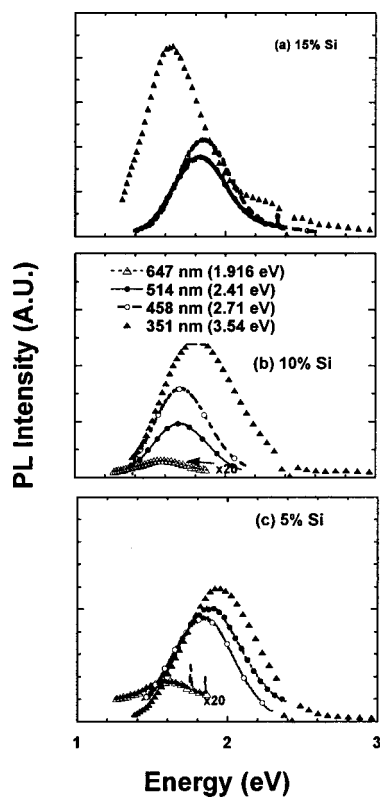 (a) 15% Si
647 nm (1.916 eV)
514 nm (2.41 eV)
458 nm (2.71 eV)
351 nm (3.54 eV)
(b) 10% Si
x20
(c) 5% Si
x20
PL Intensity (A.U.)
1 2 3
Energy (eV)